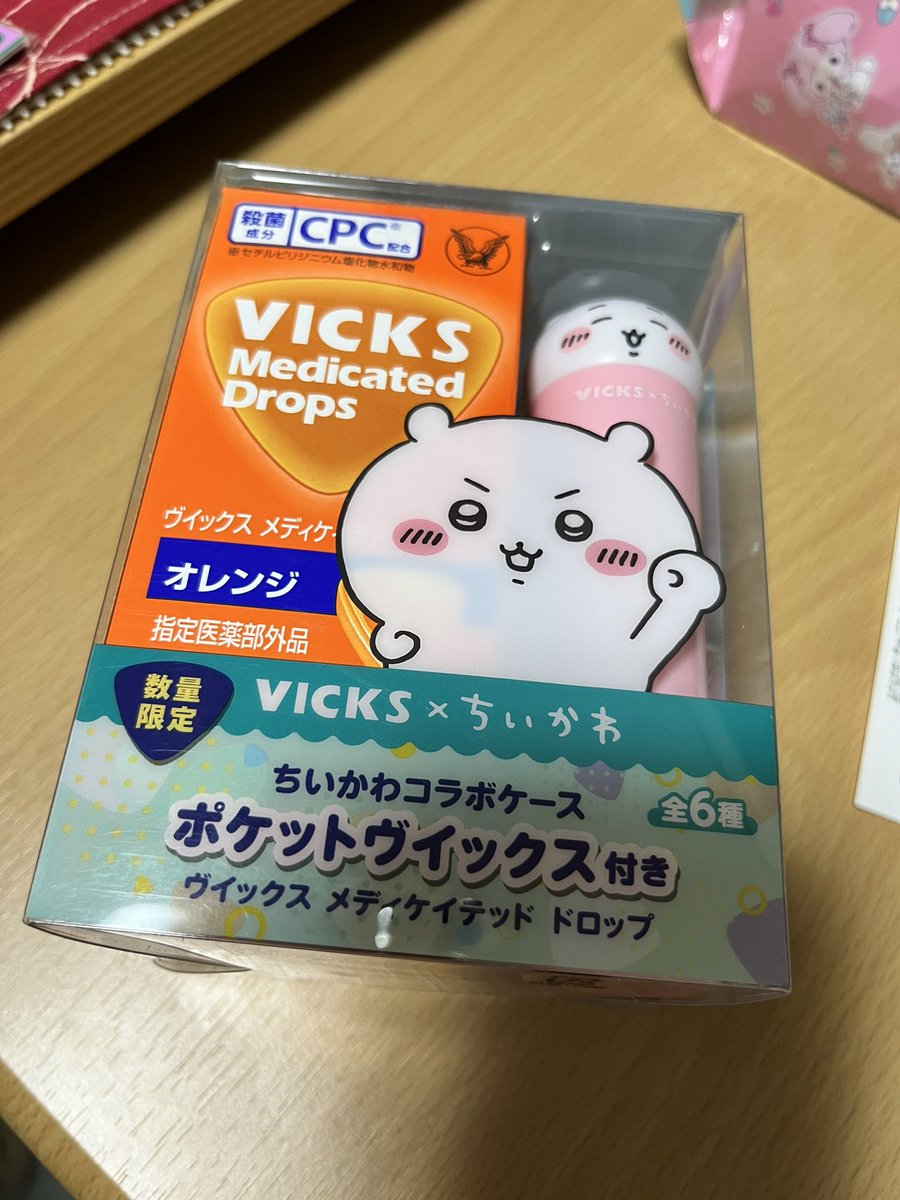 殺菌成分 CPC※配合
※セチルピリジニウム塩化物水和物
VICKS
Medicated
Drops
ヴイックス メディケイ
オレンジ
指定医薬部外品
VICKS×ちいか
数量
限定
VICKS×ちいかわ
ちいかわコラボケース
全6種
ポケットヴイックス付き
ヴイックス メディケイテッド ドロップ